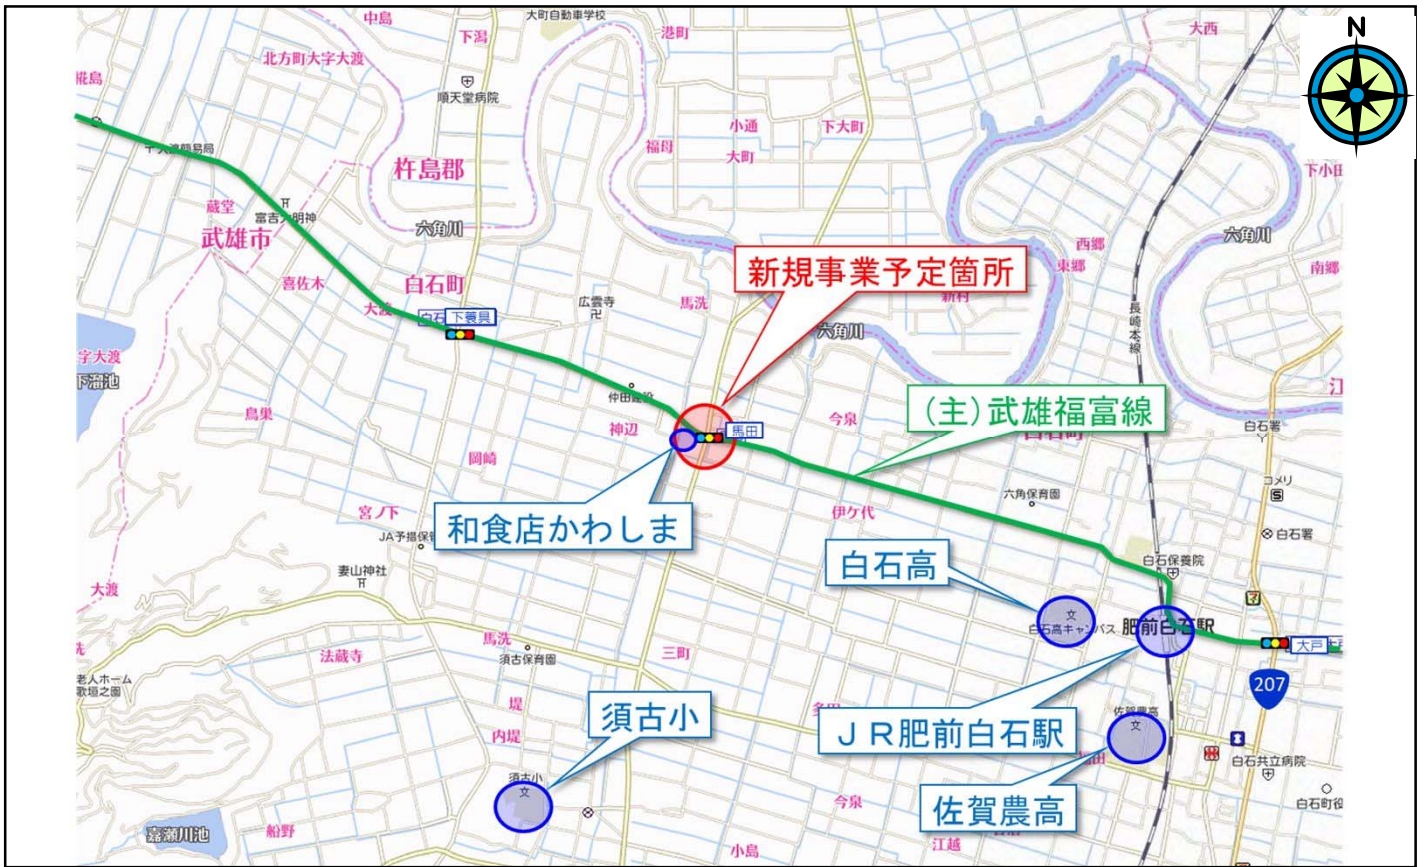 大町自動車学校
中島
港町
大西
N
下潟
北方町大字大渡
椛島
順天堂病院
小通
下大町
福母
大町
杵島郡
下小田
蔵堂
富吉大明神
武雄市
六角川
六角川
西郷
東郷
南郷
喜佐木
白石町
新規事業予定箇所
大渡
下蓑具
広雲寺
馬洗
新村
六角川
長崎本線
字大渡
下溜池
鳥巣
仲田建設
神辺
馬田
今泉
(主)武雄福富線
白石町
白石署
岡崎
コメリ
宮ノ下
和食店かわしま
伊ケ代
六角保育園
白石署
JA予措保管
妻山神社
白石高
白石保養院
大渡
白石高キャンパス
肥前白石駅
馬洗
須古保育園
三町
大戸
法蔵寺
老人ホーム
歌垣之園
207
堤
須古小
JR肥前白石駅
佐賀農高
内堤
白石共立病院
須古小
今泉
佐賀農高
白石町役
嘉瀬川池
船野
小島
江越